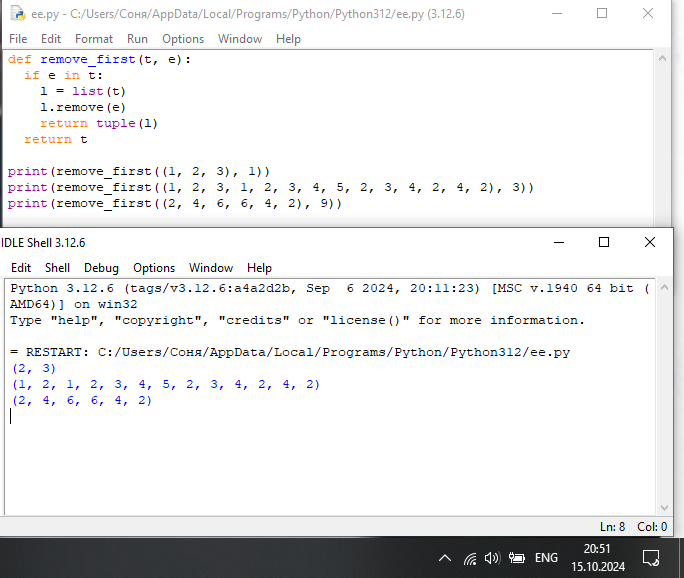 ee.py - C:/Users/Соня/AppData/Local/Programs/Python/Python312/ee.py (3.12.6)
File Edit Format Run Options Window Help
def remove_first(t, e):
  if e in t:
    l = list(t)
    l.remove(e)
    return tuple(l)
  return t

print(remove_first((1, 2, 3), 1))
print(remove_first((1, 2, 3, 1, 2, 3, 4, 5, 2, 3, 4, 2, 4, 2), 3))
print(remove_first((2, 4, 6, 6, 4, 2), 9))
IDLE Shell 3.12.6
Edit Shell Debug Options Window Help
Python 3.12.6 (tags/v3.12.6:a4a2d2b, Sep  6 2024, 20:11:23) [MSC v.1940 64 bit (
AMD64)] on win32
Type "help", "copyright", "credits" or "license()" for more information.

= RESTART: C:/Users/Соня/AppData/Local/Programs/Python/Python312/ee.py
(2, 3)
(1, 2, 1, 2, 3, 4, 5, 2, 3, 4, 2, 4, 2)
(2, 4, 6, 6, 4, 2)
Ln: 8 Col: 0
ENG
20:51
15.10.2024